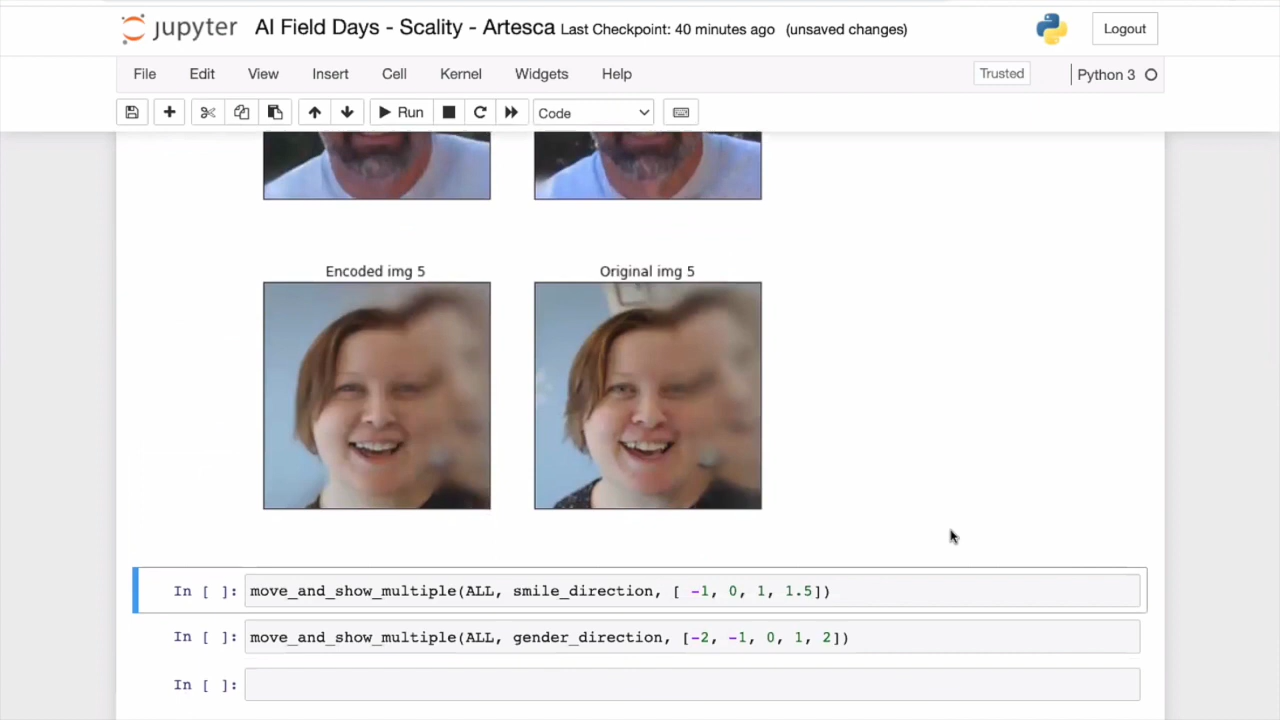 jupyter AI Field Days - Scality - Artesca Last Checkpoint: 40 minutes ago (unsaved changes) Logout
File Edit View Insert Cell Kernel Widgets Help Trusted Python 3
Run Code
Encoded img 5 Original img 5
In [ ]: move_and_show_multiple(ALL, smile_direction, [ -1, 0, 1, 1.5])
In [ ]: move_and_show_multiple(ALL, gender_direction, [-2, -1, 0, 1, 2])
In [ ]: